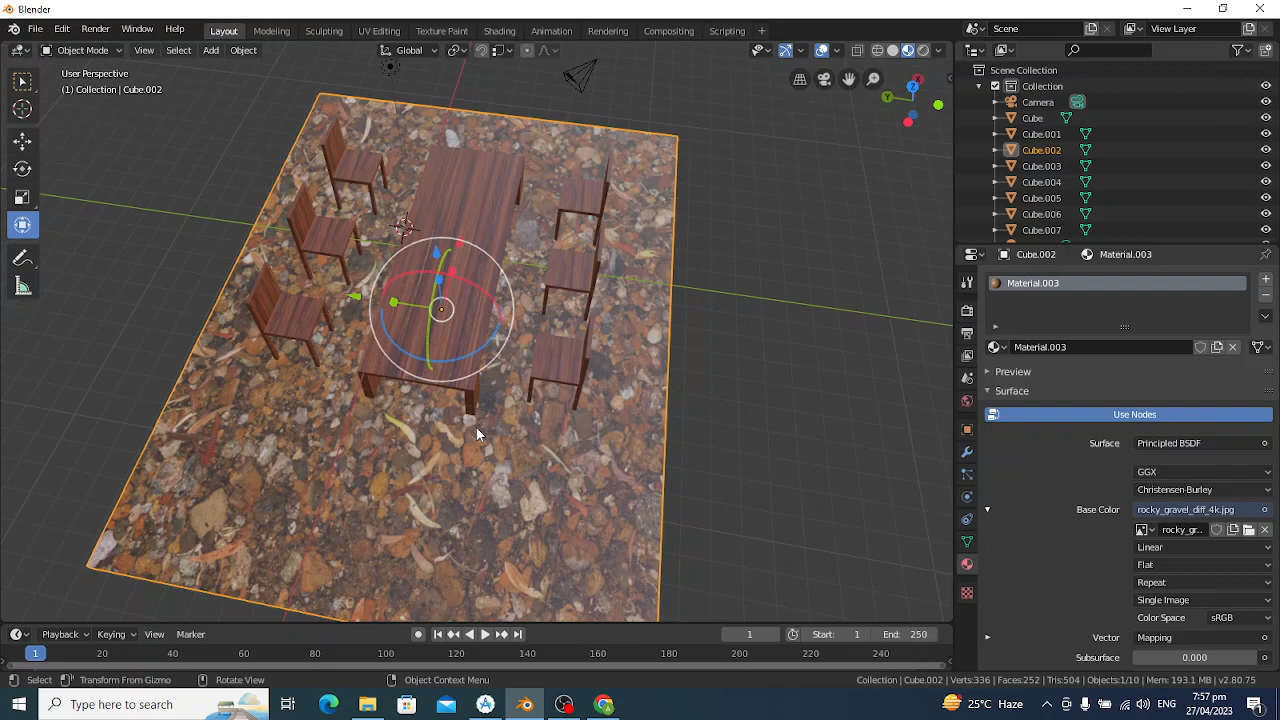 Blender
File Edit Render Window Help Layout Modeling Sculpting UV Editing Texture Paint Shading Animation Rendering Compositing Scripting + Scene View Layer
Object Mode View Select Add Object Global
User Perspective
(1) Collection | Cube.002
Scene Collection
Collection
Camera
Cube
Cube.001
Cube.002
Cube.003
Cube.004
Cube.005
Cube.006
Cube.007
Cube.002 Material.003
Material.003
Material.003
Preview
Surface
Use Nodes
Surface Principled BSDF
GGX
Christensen-Burley
Base Color rocky_gravel_diff_4k.jpg
rocky_gr...
Linear
Flat
Repeat
Single Image
Color Space sRGB
Vector Mapping
Subsurface 0.000
X
Y
Z
Playback Keying View Marker 1 Start: 1 End: 250
1 20 40 60 80 100 120 140 160 180 200 220 240
Select Transform From Gizmo Rotate View Object Context Menu Collection | Cube.002 | Verts:336 | Faces:252 | Tris:504 | Objects:1/10 | Mem: 193.1 MB | v2.80.75
Type here to search 25°C Haze 7:57 pm
27/04/2023